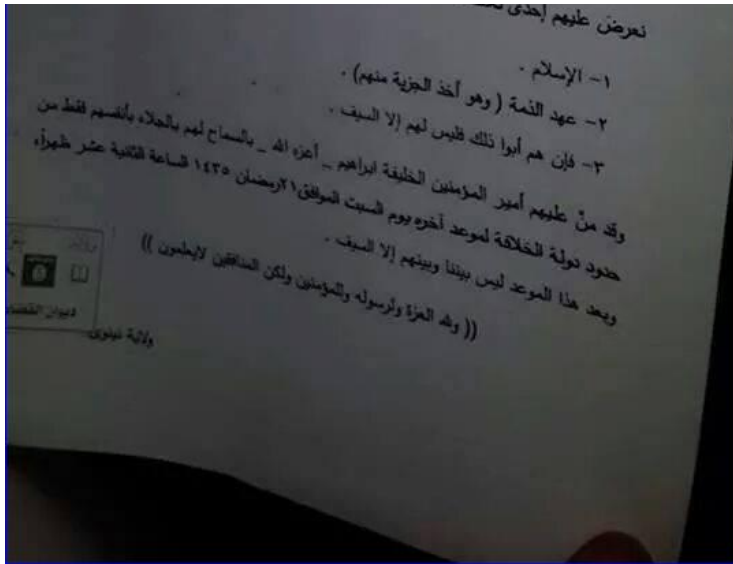 نعرض عليهم إحدى
١- الإسلام .
٢- عهد الذمة ( وهو أخذ الجزية منهم) .
٣- فإن هم أبوا ذلك فليس لهم إلا السيف .
وقد منّ عليهم أمير المؤمنين الخليفة ابراهيم _ أعزه الله _ بالسماح لهم بالجلاء بأنفسهم فقط من
حدود دولة الخلافة لموعد آخره يوم السبت الموافق ٢١رمضان ١٤٣٥ الساعة الثانية عشر ظهراً،
وبعد هذا الموعد ليس بيننا وبينهم إلا السيف .
(( ولله العزة ولرسوله وللمؤمنين ولكن المنافقين لايعلمون ))
ديوان القضاء
ولاية نينوى